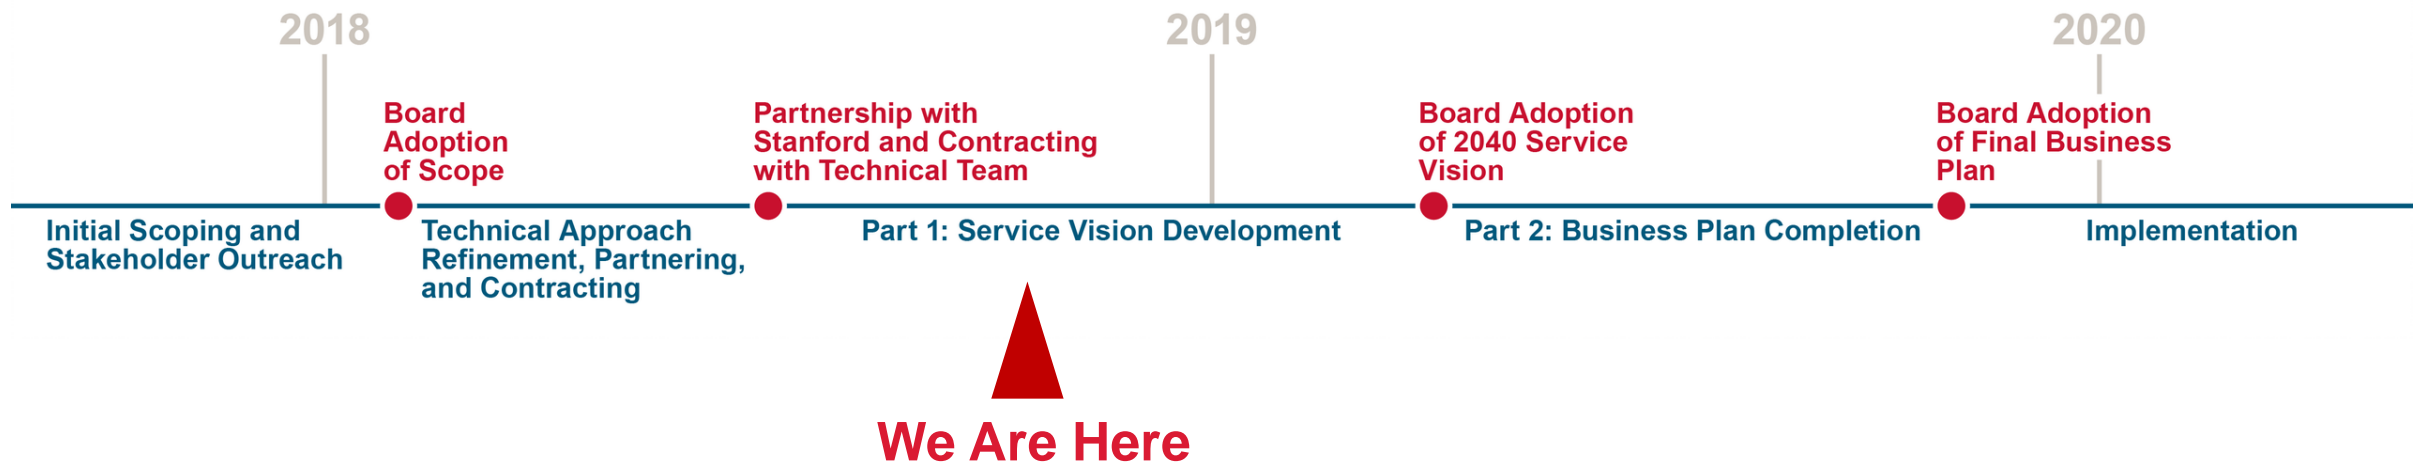 2018
2019
2020
Board
Adoption
of Scope
Partnership with
Stanford and Contracting
with Technical Team
Board Adoption
of 2040 Service
Vision
Board Adoption
of Final Business
Plan
Initial Scoping and
Stakeholder Outreach
Technical Approach
Refinement, Partnering,
and Contracting
Part 1: Service Vision Development
Part 2: Business Plan Completion
Implementation
We Are Here